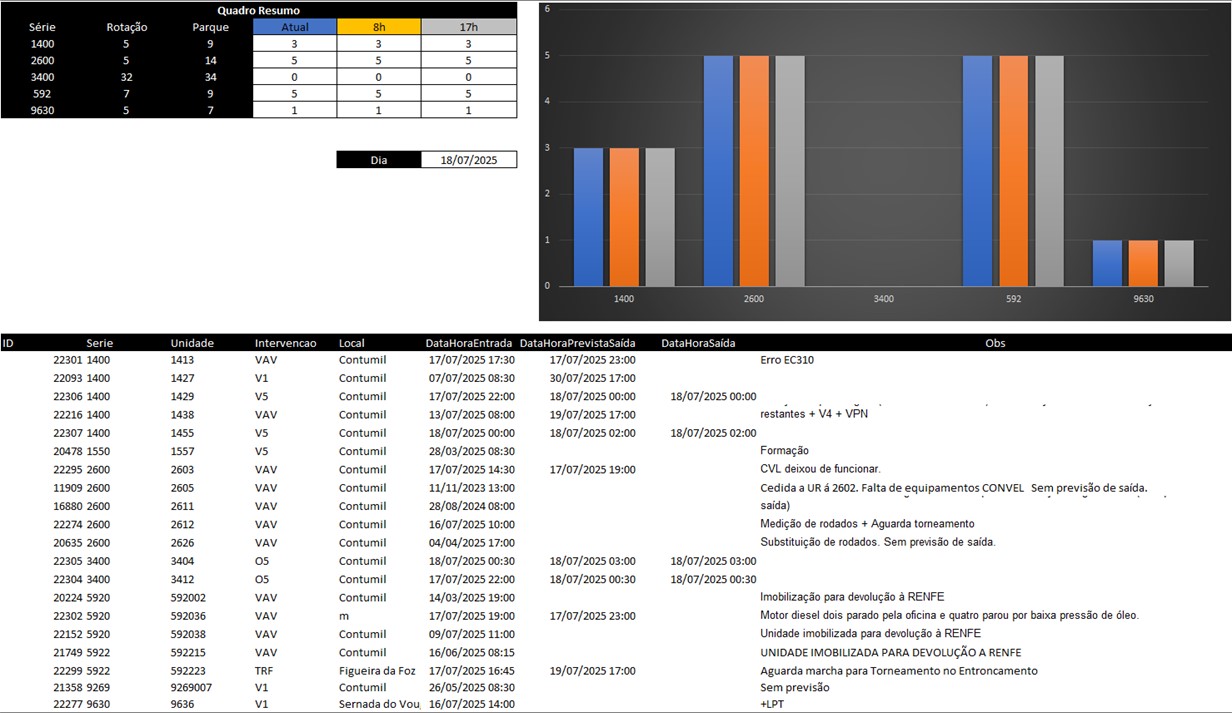 Quadro Resumo
Série Rotação Parque Atual 8h 17h
1400 5 9 3 3 3
2600 5 14 5 5 5
3400 32 34 0 0 0
592 7 9 5 5 5
9630 5 7 1 1 1
Dia 18/07/2025
6
5
4
3
2
1
0
1400 2600 3400 592 9630
ID Serie Unidade Intervencao Local DataHoraEntrada DataHoraPrevistaSaída DataHoraSaída Obs
22301 1400 1413 VAV Contumil 17/07/2025 17:30 17/07/2025 23:00 Erro EC310
22093 1400 1427 V1 Contumil 07/07/2025 08:30 30/07/2025 17:00
22306 1400 1429 V5 Contumil 17/07/2025 22:00 18/07/2025 00:00 18/07/2025 00:00
22216 1400 1438 VAV Contumil 13/07/2025 08:00 19/07/2025 17:00 restantes + V4 + VPN
22307 1400 1455 V5 Contumil 18/07/2025 00:00 18/07/2025 02:00 18/07/2025 02:00
20478 1550 1557 V5 Contumil 28/03/2025 08:30 Formação
22295 2600 2603 VAV Contumil 17/07/2025 14:30 17/07/2025 19:00 CVL deixou de funcionar.
11909 2600 2605 VAV Contumil 11/11/2023 13:00 Cedida a UR á 2602. Falta de equipamentos CONVEL Sem previsão de saída.
16880 2600 2611 VAV Contumil 28/08/2024 08:00 saída)
22274 2600 2612 VAV Contumil 16/07/2025 10:00 Medição de rodados + Aguarda torneamento
20635 2600 2626 VAV Contumil 04/04/2025 17:00 Substituição de rodados. Sem previsão de saída.
22305 3400 3404 O5 Contumil 18/07/2025 00:30 18/07/2025 03:00 18/07/2025 03:00
22304 3400 3412 O5 Contumil 17/07/2025 22:00 18/07/2025 00:30 18/07/2025 00:30
20224 5920 592002 VAV Contumil 14/03/2025 19:00 Imobilização para devolução à RENFE
22302 5920 592036 VAV m 17/07/2025 19:00 17/07/2025 23:00 Motor diesel dois parado pela oficina e quatro parou por baixa pressão de óleo.
22152 5920 592038 VAV Contumil 09/07/2025 11:00 Unidade imobilizada para devolução à RENFE
21749 5922 592215 VAV Contumil 16/06/2025 08:15 UNIDADE IMOBILIZADA PARA DEVOLUÇÃO A RENFE
22299 5922 592223 TRF Figueira da Foz 17/07/2025 16:45 19/07/2025 17:00 Aguarda marcha para Torneamento no Entroncamento
21358 9269 9269007 V1 Contumil 26/05/2025 08:30 Sem previsão
22277 9630 9636 V1 Sernada do Vou 16/07/2025 14:00 +LPT